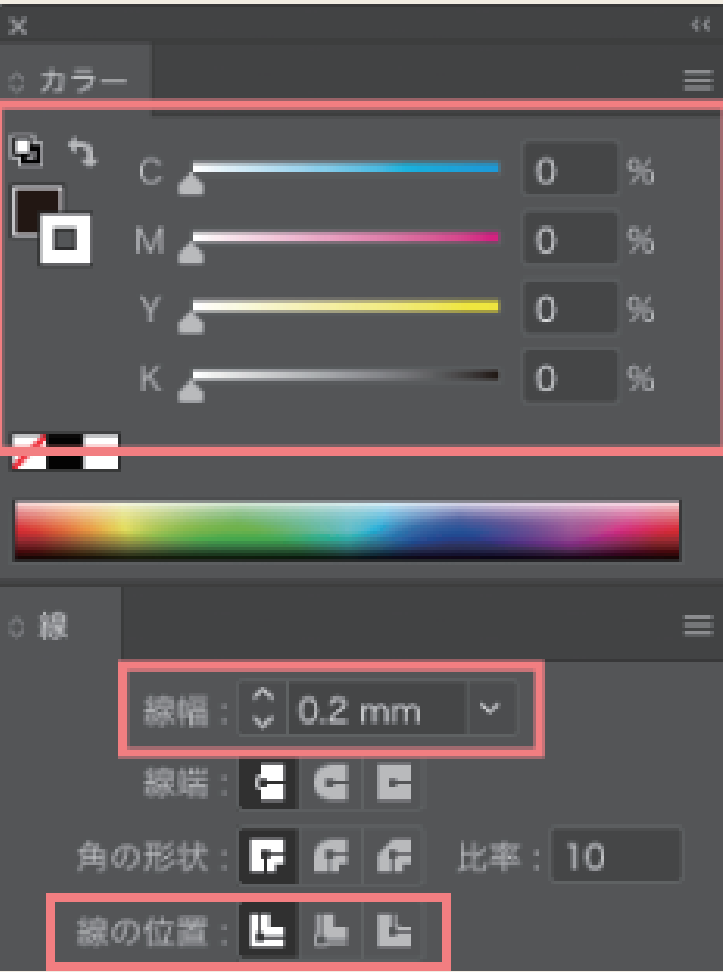 カラー
C 0 %
M 0 %
Y 0 %
K 0 %
線
線幅 : 0.2 mm
線端 :
角の形状 : 比率 : 10
線の位置 :